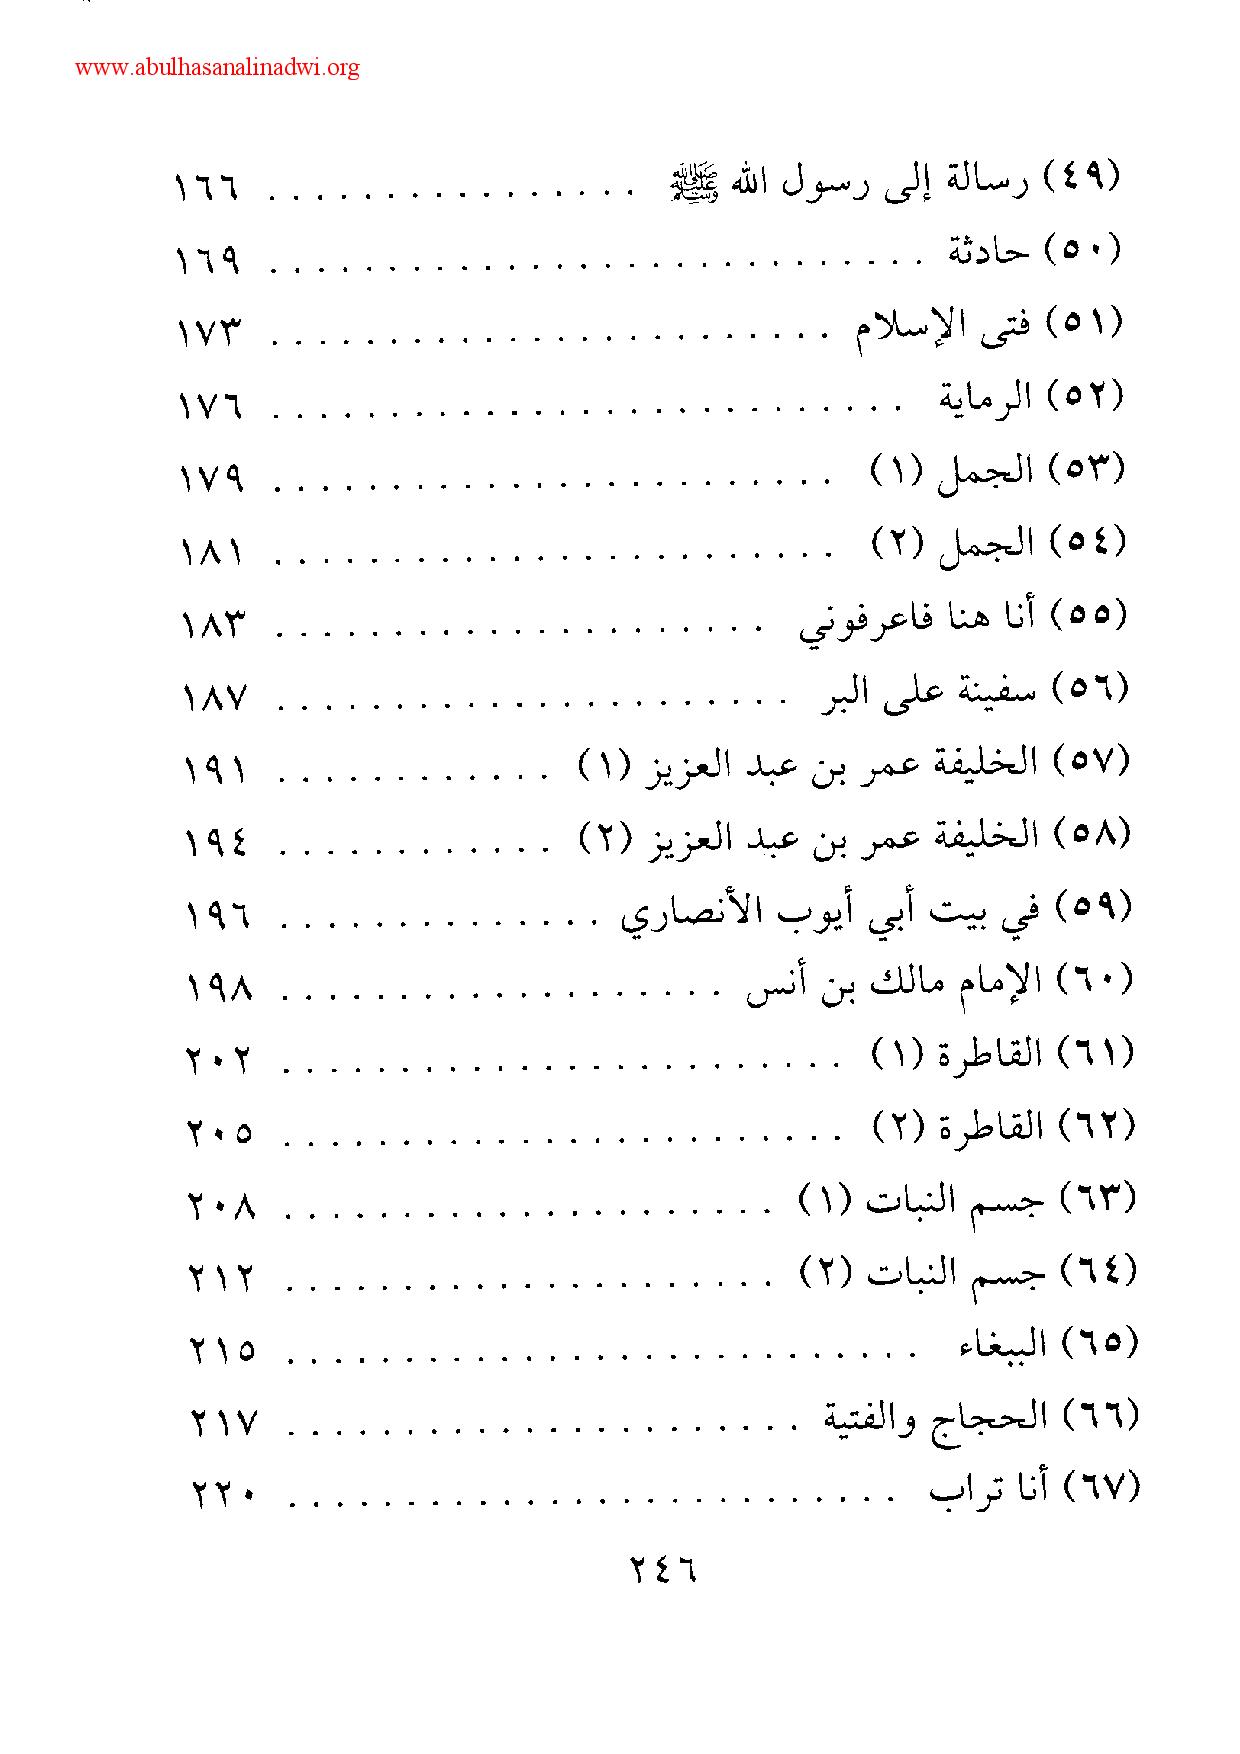 www.abulhasanalinadwi.org
(٤٩) رسالة إلى رسول الله ﷺ . . . . . . . . . . . . . . . . ١٦٦
(٥٠) حادثة . . . . . . . . . . . . . . . . . . . . . . . . . . . . ١٦٩
(٥١) فتى الإسلام . . . . . . . . . . . . . . . . . . . . . . . . ١٧٣
(٥٢) الرماية . . . . . . . . . . . . . . . . . . . . . . . . . . . ١٧٦
(٥٣) الجمل (١) . . . . . . . . . . . . . . . . . . . . . . . . ١٧٩
(٥٤) الجمل (٢) . . . . . . . . . . . . . . . . . . . . . . . . ١٨١
(٥٥) أنا هنا فاعرفوني . . . . . . . . . . . . . . . . . . . . . ١٨٣
(٥٦) سفينة على البر . . . . . . . . . . . . . . . . . . . . . . ١٨٧
(٥٧) الخليفة عمر بن عبد العزيز (١) . . . . . . . . . . . . ١٩١
(٥٨) الخليفة عمر بن عبد العزيز (٢) . . . . . . . . . . . . ١٩٤
(٥٩) في بيت أبي أيوب الأنصاري . . . . . . . . . . . . . . ١٩٦
(٦٠) الإمام مالك بن أنس . . . . . . . . . . . . . . . . . . . ١٩٨
(٦١) القاطرة (١) . . . . . . . . . . . . . . . . . . . . . . . . ٢٠٢
(٦٢) القاطرة (٢) . . . . . . . . . . . . . . . . . . . . . . . . ٢٠٥
(٦٣) جسم النبات (١) . . . . . . . . . . . . . . . . . . . . . ٢٠٨
(٦٤) جسم النبات (٢) . . . . . . . . . . . . . . . . . . . . . ٢١٢
(٦٥) الببغاء . . . . . . . . . . . . . . . . . . . . . . . . . . . ٢١٥
(٦٦) الحجاج والفتية . . . . . . . . . . . . . . . . . . . . . . ٢١٧
(٦٧) أنا تراب . . . . . . . . . . . . . . . . . . . . . . . . . . ٢٢٠
٢٤٦